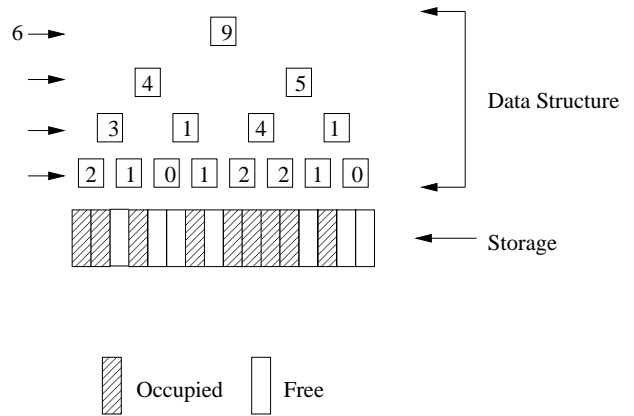 6 9
4 5
Data Structure
3 1 4 1
2 1 0 1 2 2 1 0
Storage
Occupied Free